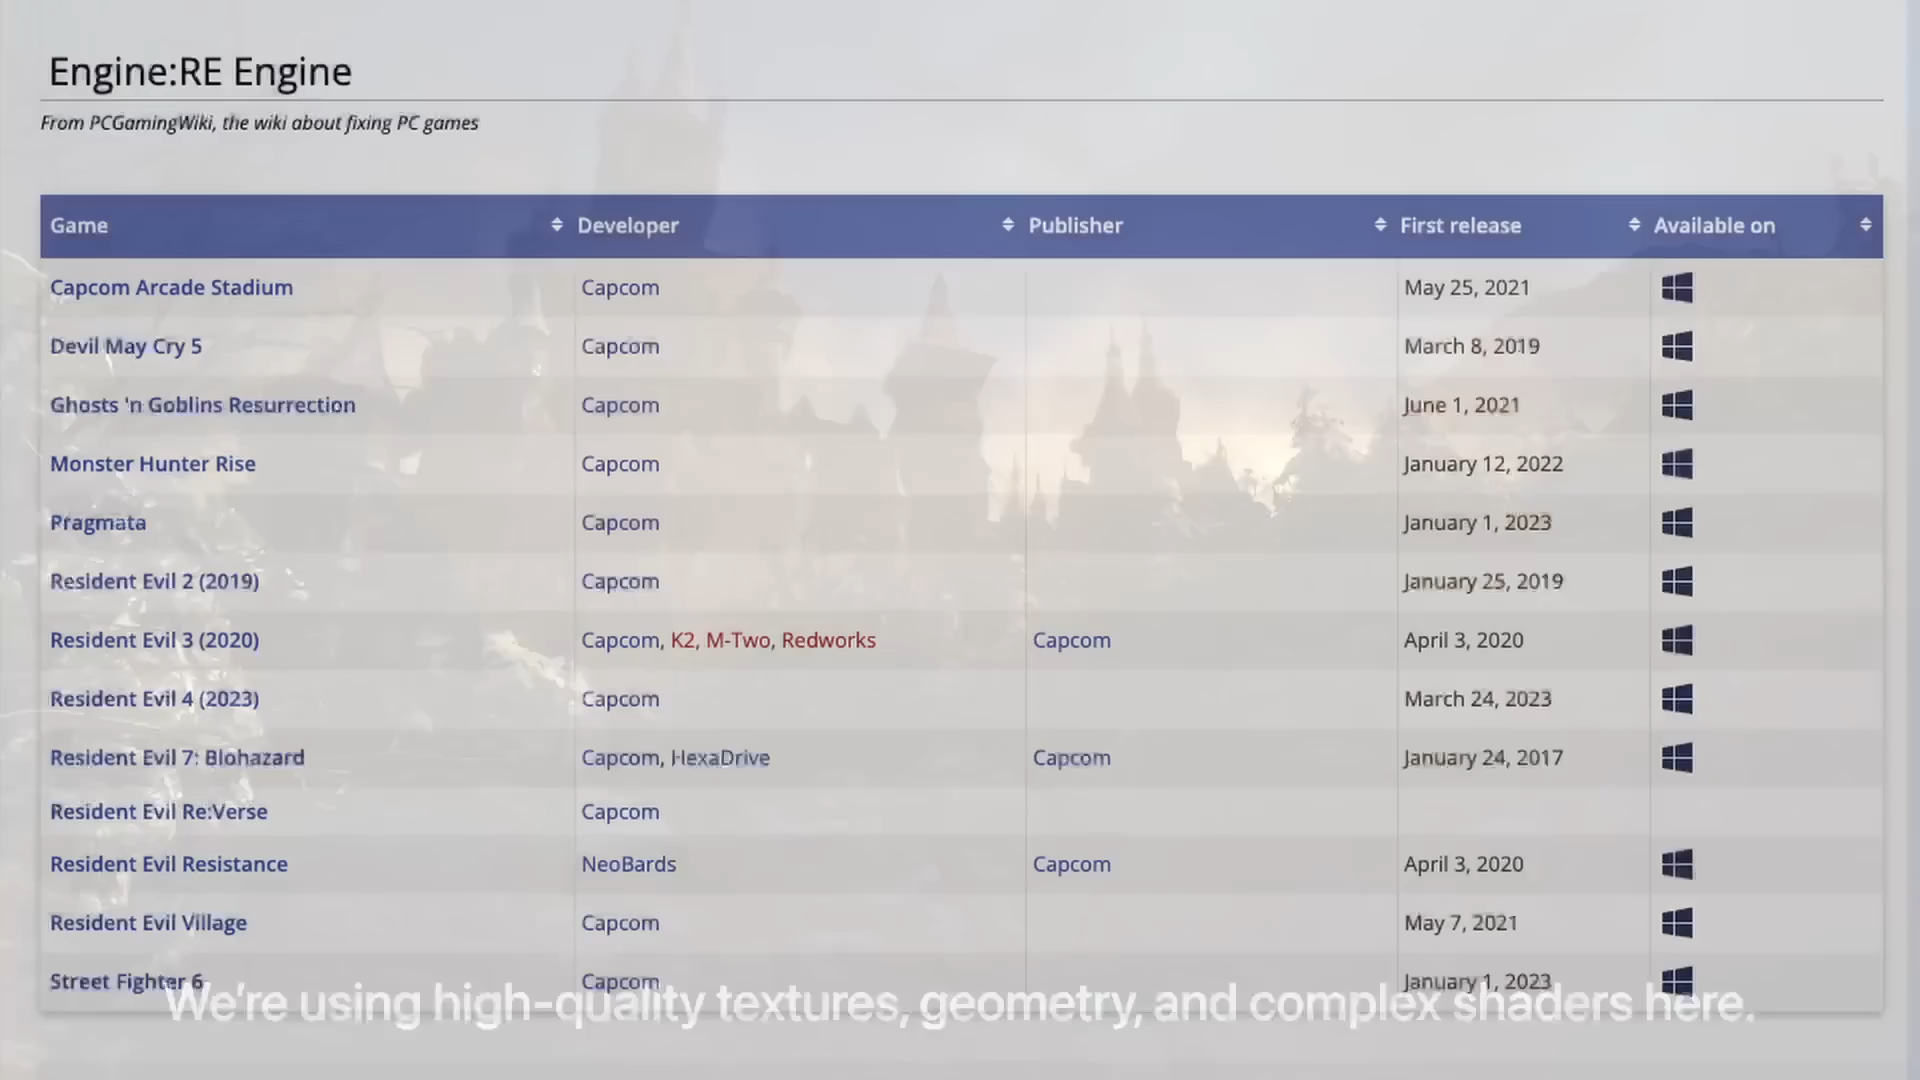 Engine:RE Engine
From PCGamingWiki, the wiki about fixing PC games
Game Developer Publisher First release Available on
Capcom Arcade Stadium Capcom May 25, 2021
Devil May Cry 5 Capcom March 8, 2019
Ghosts 'n Goblins Resurrection Capcom June 1, 2021
Monster Hunter Rise Capcom January 12, 2022
Pragmata Capcom January 1, 2023
Resident Evil 2 (2019) Capcom January 25, 2019
Resident Evil 3 (2020) Capcom, K2, M-Two, Redworks Capcom April 3, 2020
Resident Evil 4 (2023) Capcom March 24, 2023
Resident Evil 7: Biohazard Capcom, HexaDrive Capcom January 24, 2017
Resident Evil Re:Verse Capcom
Resident Evil Resistance NeoBards Capcom April 3, 2020
Resident Evil Village Capcom May 7, 2021
Street Fighter 6 Capcom January 1, 2023
We're using high-quality textures, geometry, and complex shaders here.